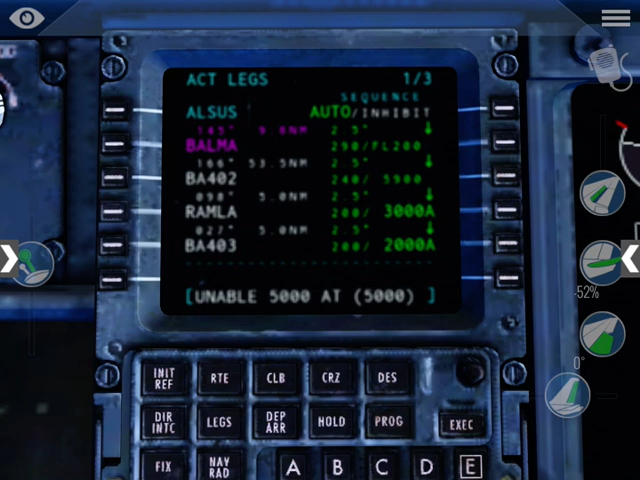 ACT LEGS 1/3
SEQUENCE
ALSUS AUTO/INHIBIT
345° 9.0NM 2.5°
BALMA 290/FL200
166° 53.5NM 2.5°
BA402 240/ 5900
098° 5.0NM 2.5°
RAMLA 200/ 3000A
027° 5.0NM 2.5°
BA403 200/ 2000A
[UNABLE 5000 AT (5000) ]
-52%
0°
INIT REF RTE CLB CRZ DES
DIR INTC LEGS DEP ARR HOLD PROG EXEC
FIX NAV RAD A B C D E